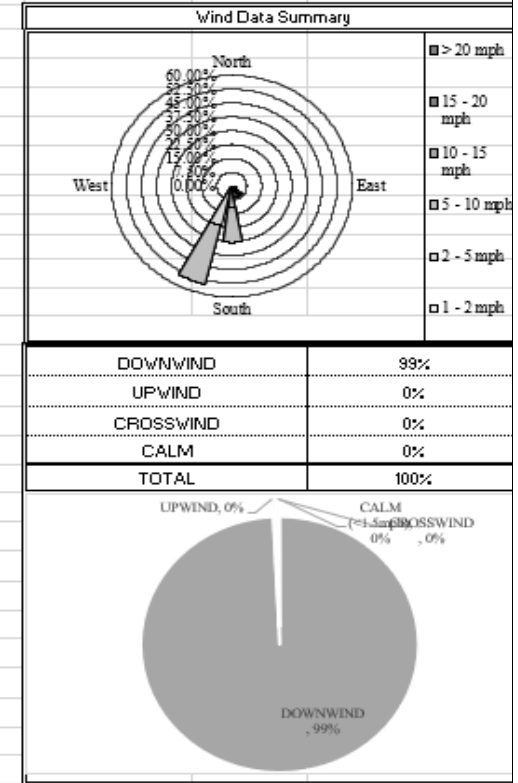 Wind Data Summary
North
60.00%
52.50%
45.00%
37.50%
30.00%
22.50%
15.00%
7.50%
0.00%
West
East
South
> 20 mph
15 - 20
mph
10 - 15
mph
5 - 10 mph
2 - 5 mph
1 - 2 mph
DOWNWIND 99%
UPWIND 0%
CROSSWIND 0%
CALM 0%
TOTAL 100%
UPWIND, 0%
CALM
(<1.5mph),
0%
CROSSWIND
, 0%
DOWNWIND
, 99%